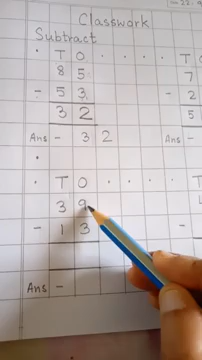 Classwork
Subtract
T O
8 5
- 5 3
3 2
Ans - 3 2
T O
3 9
- 1 3
Ans -
T
7
- 2
5
T
-